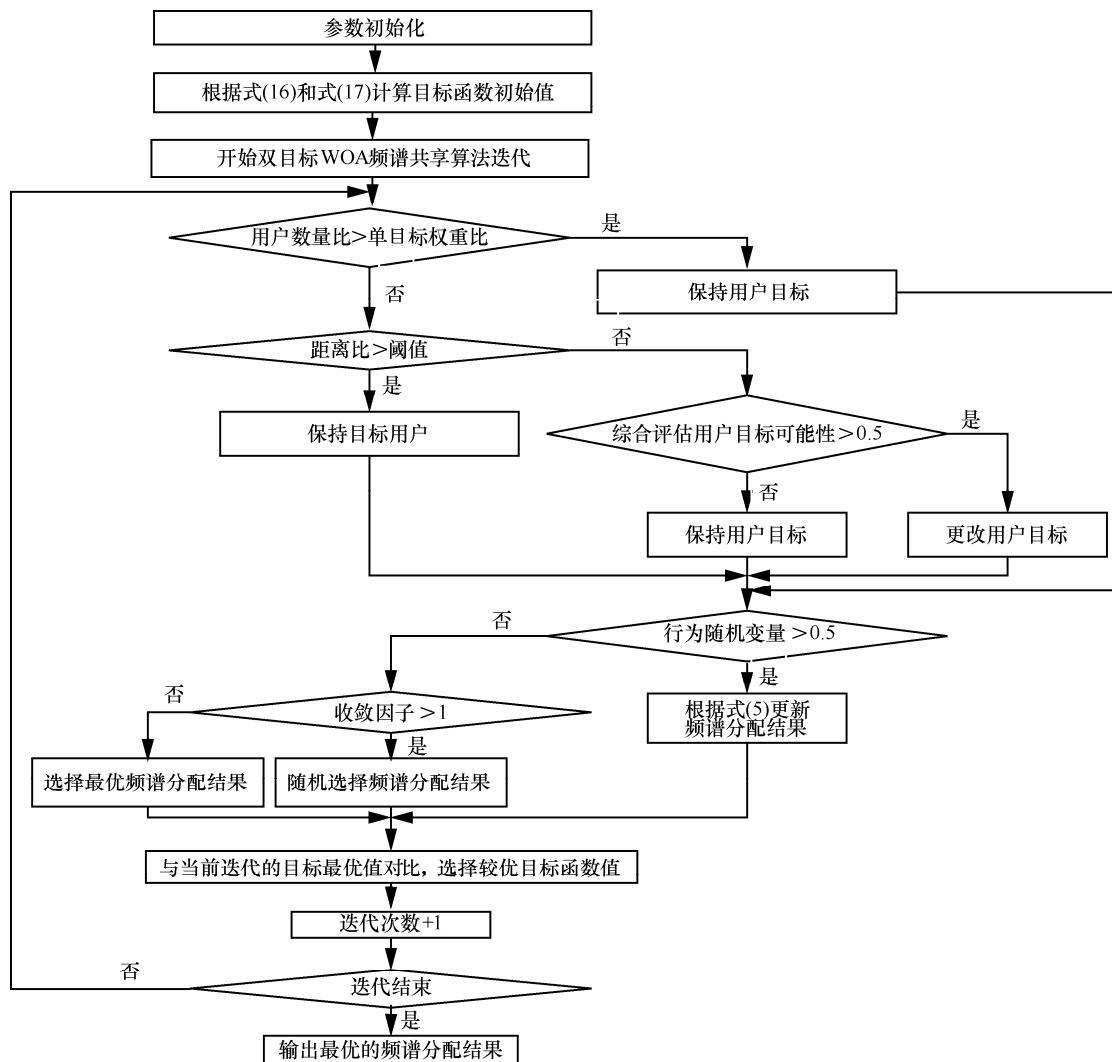 参数初始化
根据式(16)和式(17)计算目标函数初始值
开始双目标WOA频谱共享算法迭代
用户数量比>单目标权重比
是
保持用户目标
否
距离比>阈值
否
是
保持目标用户
综合评估用户目标可能性>0.5
是
否
保持用户目标
更改用户目标
行为随机变量>0.5
否
是
根据式(5)更新
频谱分配结果
收敛因子>1
否
是
选择最优频谱分配结果
随机选择频谱分配结果
与当前迭代的目标最优值对比，选择较优目标函数值
迭代次数+1
迭代结束
否
是
输出最优的频谱分配结果